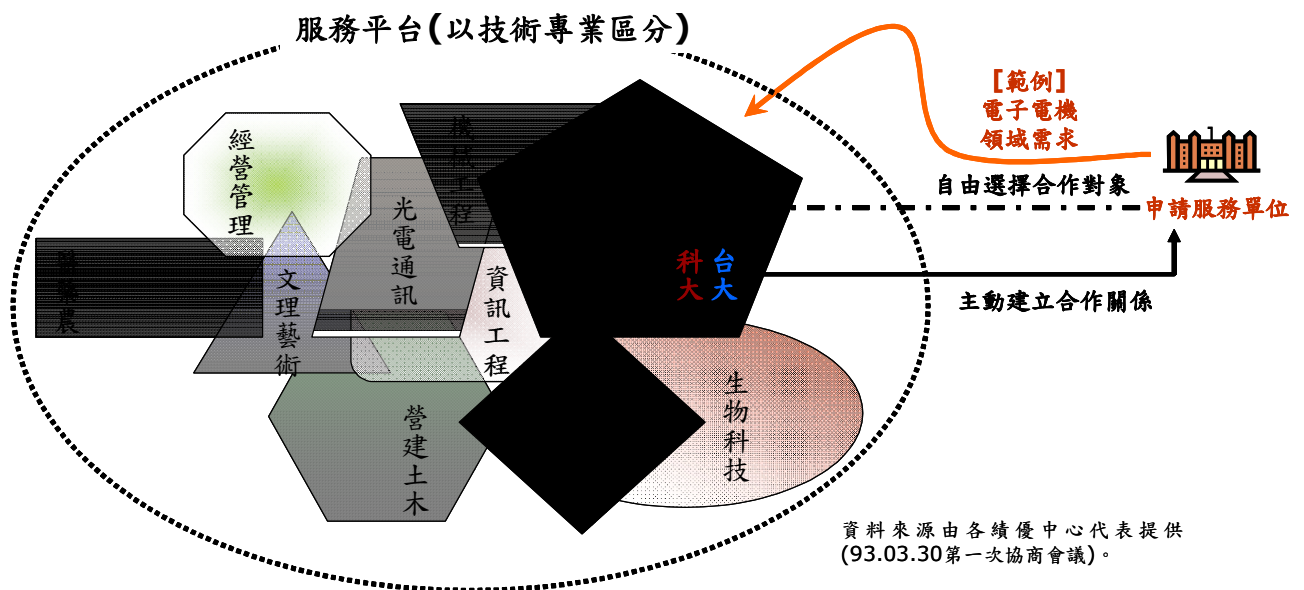 服務平台(以技術專業區分)
[範例]
電子電機
領域需求
自由選擇合作對象
申請服務單位
主動建立合作關係
經營管理
機械工程
光電通訊
文理藝術
資訊工程
科大
台大
營建土木
生物科技
資料來源由各績優中心代表提供
(93.03.30第一次協商會議)。